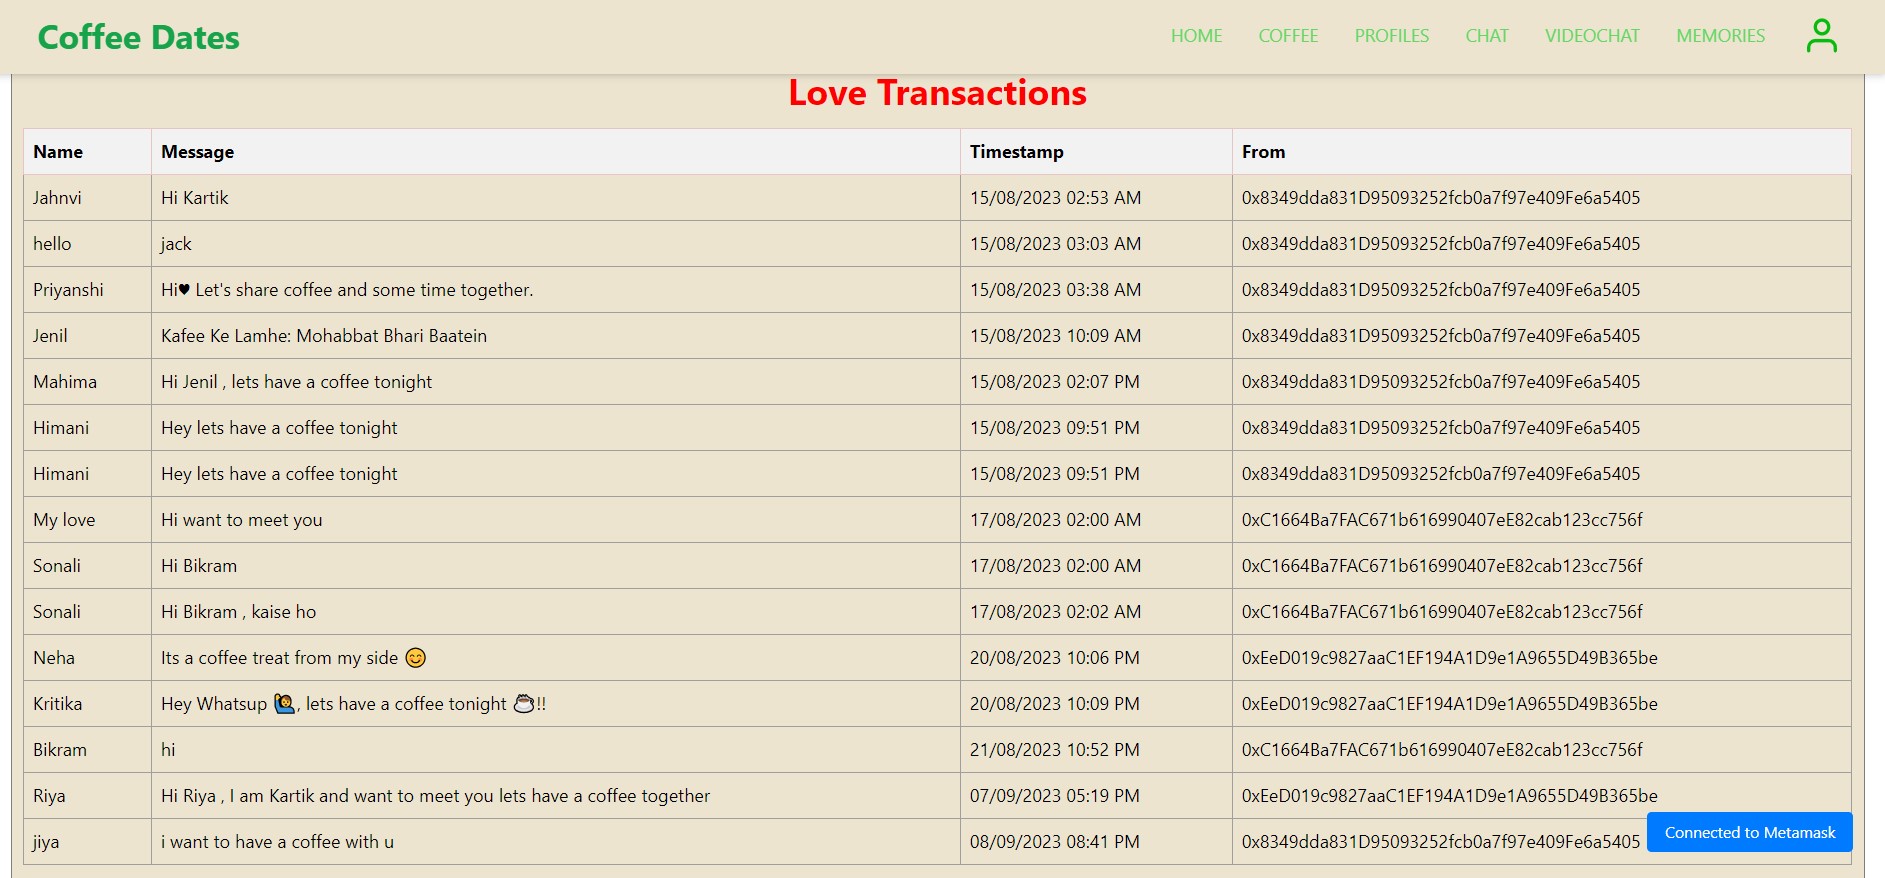 Coffee Dates HOME COFFEE PROFILES CHAT VIDEOCHAT MEMORIES
Love Transactions
Name Message Timestamp From
Jahnvi Hi Kartik 15/08/2023 02:53 AM 0x8349dda831D95093252fcb0a7f97e409Fe6a5405
hello jack 15/08/2023 03:03 AM 0x8349dda831D95093252fcb0a7f97e409Fe6a5405
Priyanshi Hi♥ Let's share coffee and some time together. 15/08/2023 03:38 AM 0x8349dda831D95093252fcb0a7f97e409Fe6a5405
Jenil Kafee Ke Lamhe: Mohabbat Bhari Baatein 15/08/2023 10:09 AM 0x8349dda831D95093252fcb0a7f97e409Fe6a5405
Mahima Hi Jenil , lets have a coffee tonight 15/08/2023 02:07 PM 0x8349dda831D95093252fcb0a7f97e409Fe6a5405
Himani Hey lets have a coffee tonight 15/08/2023 09:51 PM 0x8349dda831D95093252fcb0a7f97e409Fe6a5405
Himani Hey lets have a coffee tonight 15/08/2023 09:51 PM 0x8349dda831D95093252fcb0a7f97e409Fe6a5405
My love Hi want to meet you 17/08/2023 02:00 AM 0xC1664Ba7FAC671b616990407eE82cab123cc756f
Sonali Hi Bikram 17/08/2023 02:00 AM 0xC1664Ba7FAC671b616990407eE82cab123cc756f
Sonali Hi Bikram , kaise ho 17/08/2023 02:02 AM 0xC1664Ba7FAC671b616990407eE82cab123cc756f
Neha Its a coffee treat from my side 😊 20/08/2023 10:06 PM 0xEeD019c9827aaC1EF194A1D9e1A9655D49B365be
Kritika Hey Whatsup 🙋, lets have a coffee tonight ☕!! 20/08/2023 10:09 PM 0xEeD019c9827aaC1EF194A1D9e1A9655D49B365be
Bikram hi 21/08/2023 10:52 PM 0xC1664Ba7FAC671b616990407eE82cab123cc756f
Riya Hi Riya , I am Kartik and want to meet you lets have a coffee together 07/09/2023 05:19 PM 0xEeD019c9827aaC1EF194A1D9e1A9655D49B365be
jiya i want to have a coffee with u 08/09/2023 08:41 PM 0x8349dda831D95093252fcb0a7f97e409Fe6a5405
Connected to Metamask